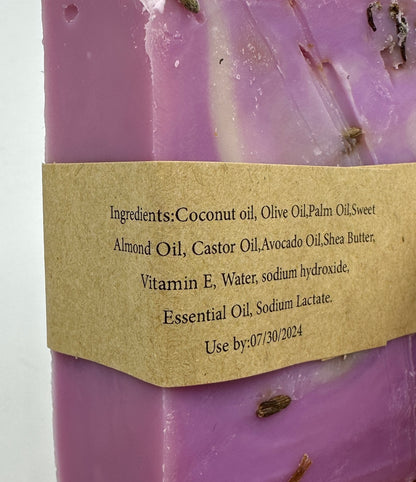 Ingredients:Coconut oil, Olive Oil,Palm Oil,Sweet
Almond Oil, Castor Oil,Avocado Oil,Shea Butter,
Vitamin E, Water, sodium hydroxide,
Essential Oil, Sodium Lactate.
Use by:07/30/2024